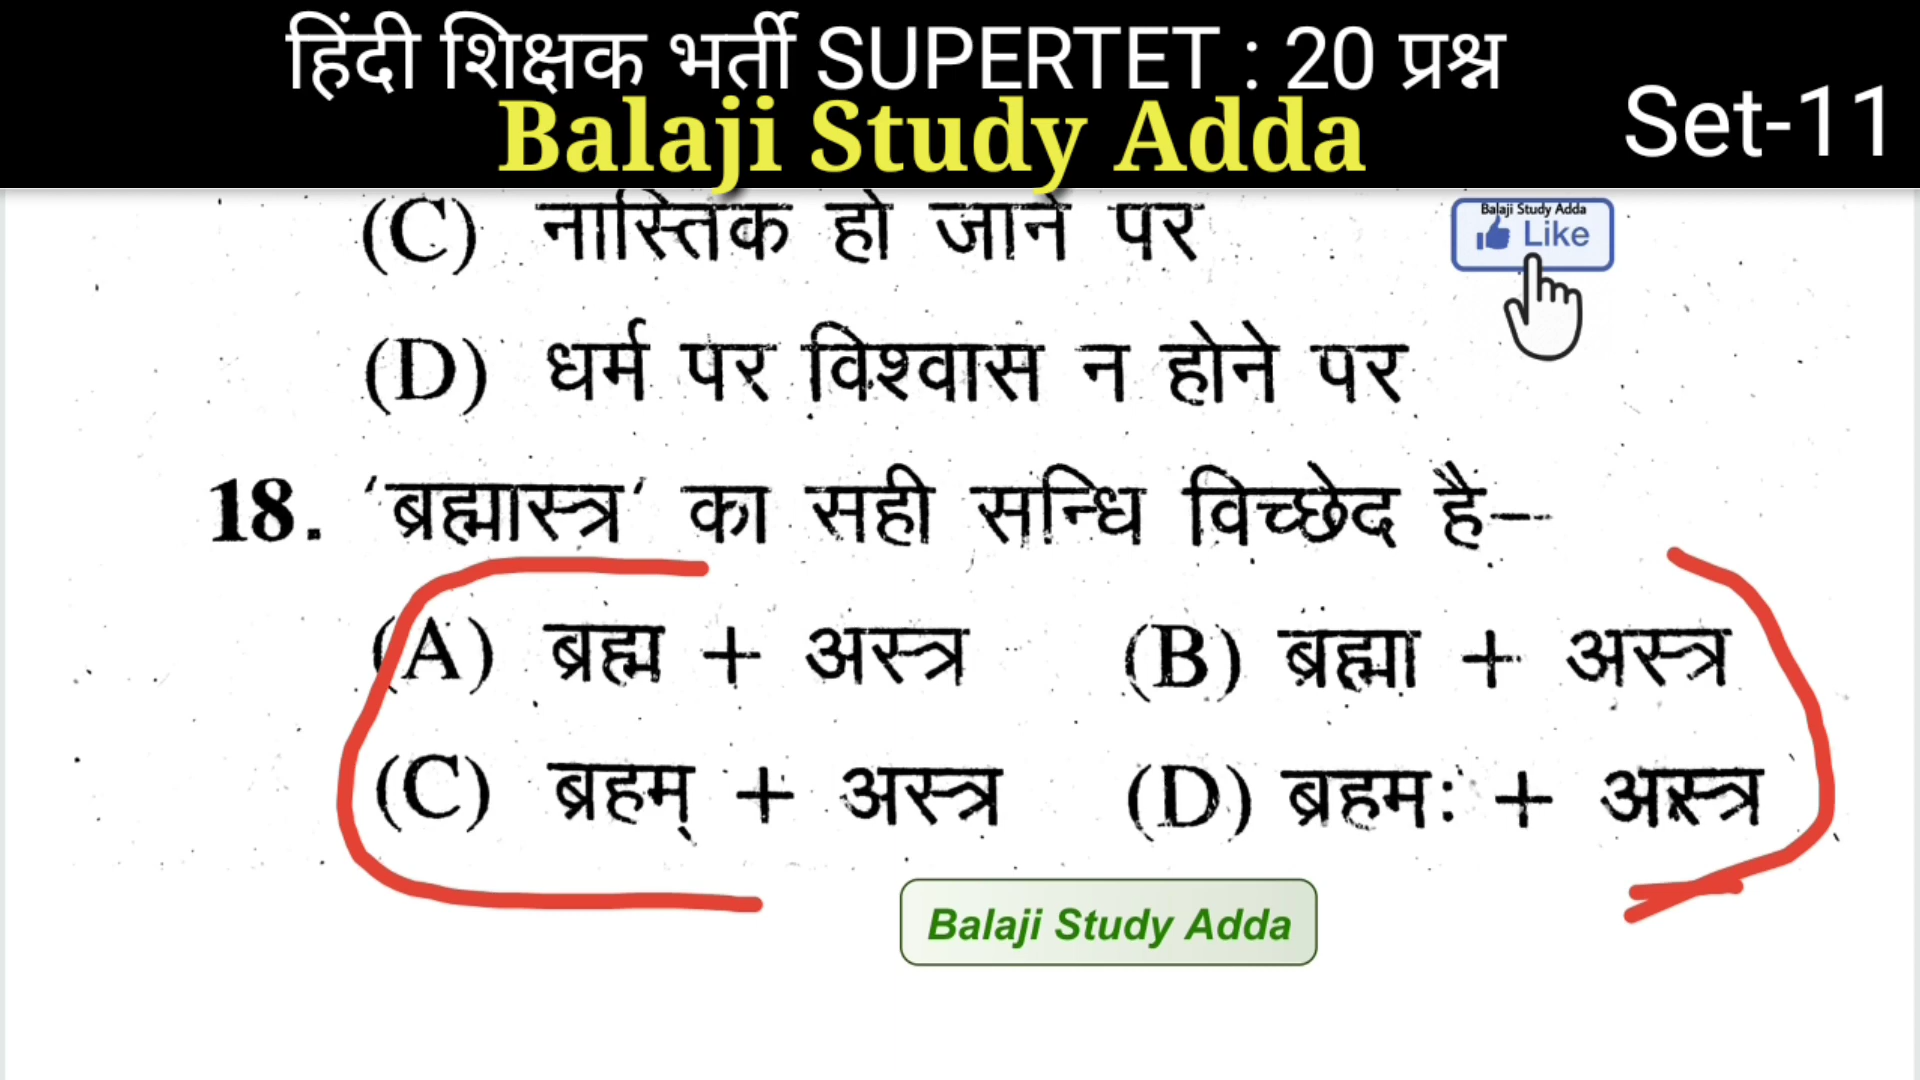 हिंदी शिक्षक भर्ती SUPERTET : 20 प्रश्न
Balaji Study Adda
Set-11
(C) नास्तिक हो जाने पर
Balaji Study Adda
Like
(D) धर्म पर विश्वास न होने पर
18. ‘ब्रह्मास्त्र’ का सही सन्धि विच्छेद है–
(A) ब्रह्म + अस्त्र (B) ब्रह्मा + अस्त्र
(C) ब्रहम् + अस्त्र (D) ब्रहमः + अस्त्र
Balaji Study Adda